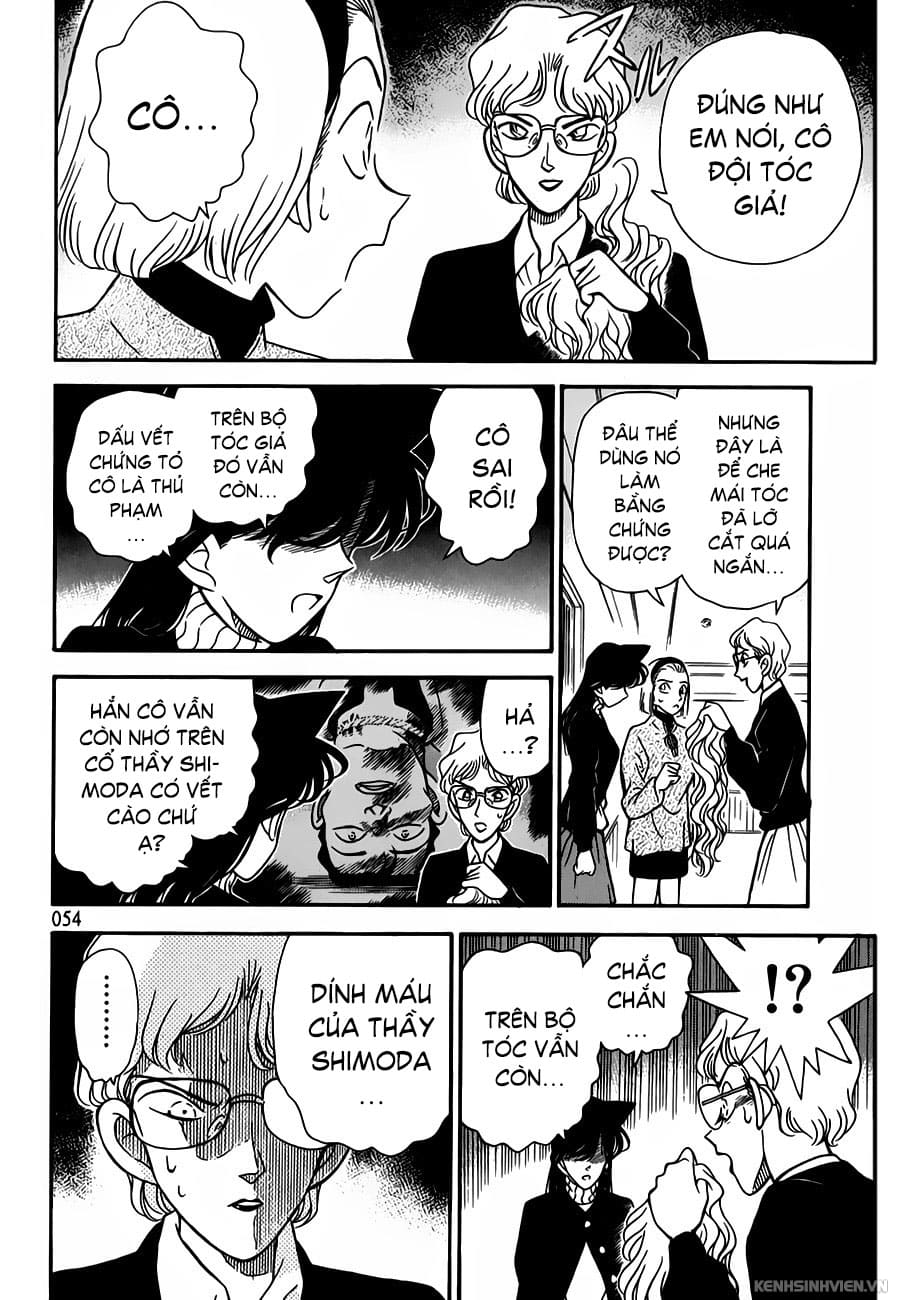 スル
ĐÚNG NHƯ
EM NÓI, CÔ
ĐỘI TÓC
GIẢ!
CÔ...
NHƯNG
ĐÂY LÀ
ĐỂ CHE
MÁI TÓC
ĐÃ LỠ
CẮT QUÁ
NGẮN...
ĐÂU THỂ
DÙNG NÓ
LÀM
BẰNG
CHỨNG
ĐƯỢC?
CÔ
SAI
RỒI!
TRÊN BỘ
TÓC GIẢ
ĐÓ VẪN
CÒN...
DẤU VẾT
CHỨNG TỎ
CÔ LÀ THỦ
PHẠM
...
HẢ
...?
HẲN CÔ VẪN
CÒN NHỚ TRÊN
CỔ THẦY SHI-
MODA CÓ VẾT
CÀO CHỨ
Ạ?
054
!?
CHẮC
CHẮN
...
TRÊN BỘ
TÓC VẪN
CÒN...
DÍNH MÁU
CỦA THẦY
SHIMODA
...
........
KENHSINHVIEN.VN